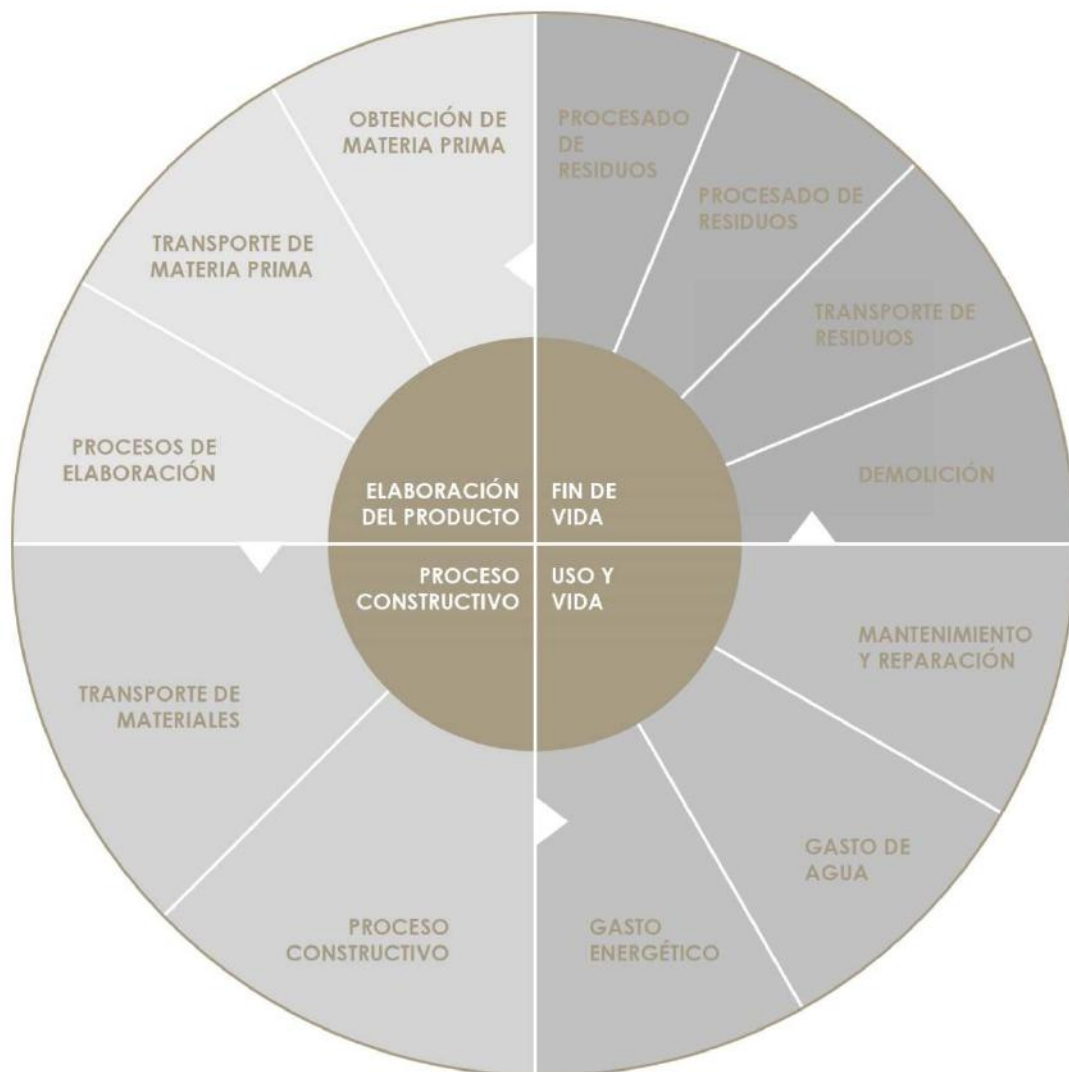 OBTENCIÓN DE
MATERIA PRIMA
PROCESADO
DE
RESIDUOS
PROCESADO DE
RESIDUOS
TRANSPORTE DE
MATERIA PRIMA
TRANSPORTE DE
RESIDUOS
PROCESOS DE
ELABORACIÓN
DEMOLICIÓN
ELABORACIÓN
DEL PRODUCTO
FIN DE
VIDA
PROCESO
CONSTRUCTIVO
USO Y
VIDA
MANTENIMIENTO
Y REPARACIÓN
TRANSPORTE DE
MATERIALES
GASTO DE
AGUA
PROCESO
CONSTRUCTIVO
GASTO
ENERGÉTICO